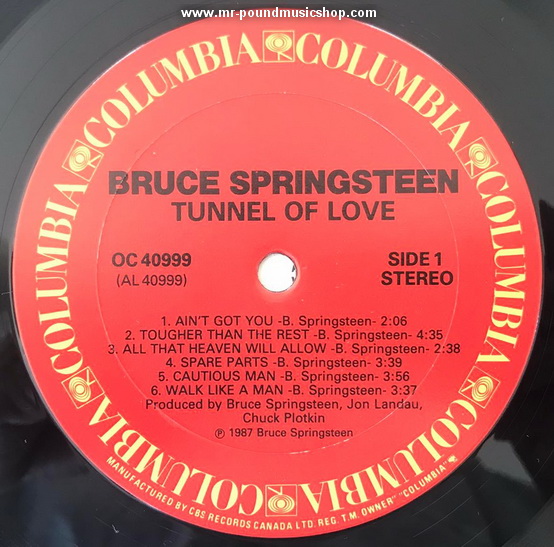 www.mr-poundmusicshop.com
COLUMBIA COLUMBIA COLUMBIA COLUMBIA COLUMBIA COLUMBIA COLUMBIA COLUMBIA
BRUCE SPRINGSTEEN
TUNNEL OF LOVE
OC 40999 SIDE 1
(AL 40999) STEREO
1. AIN'T GOT YOU -B. Springsteen- 2:06
2. TOUGHER THAN THE REST -B. Springsteen- 4:35
3. ALL THAT HEAVEN WILL ALLOW -B. Springsteen- 2:38
4. SPARE PARTS -B. Springsteen- 3:39
5. CAUTIOUS MAN -B. Springsteen- 3:56
6. WALK LIKE A MAN -B. Springsteen- 3:37
Produced by Bruce Springsteen, Jon Landau,
Chuck Plotkin
℗ 1987 Bruce Springsteen
MANUFACTURED BY CBS RECORDS CANADA LTD. REG. T.M. OWNER "COLUMBIA"